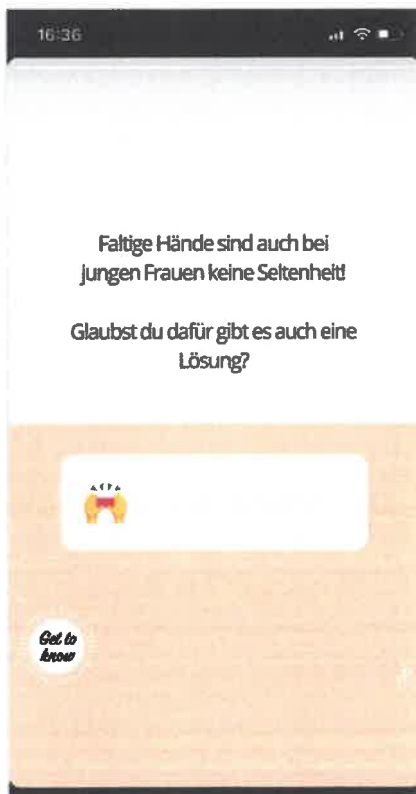 16:36
Faltige Hände sind auch bei
jungen Frauen keine Seltenheit!
Glaubst du dafür gibt es auch eine
Lösung?
Get to
know